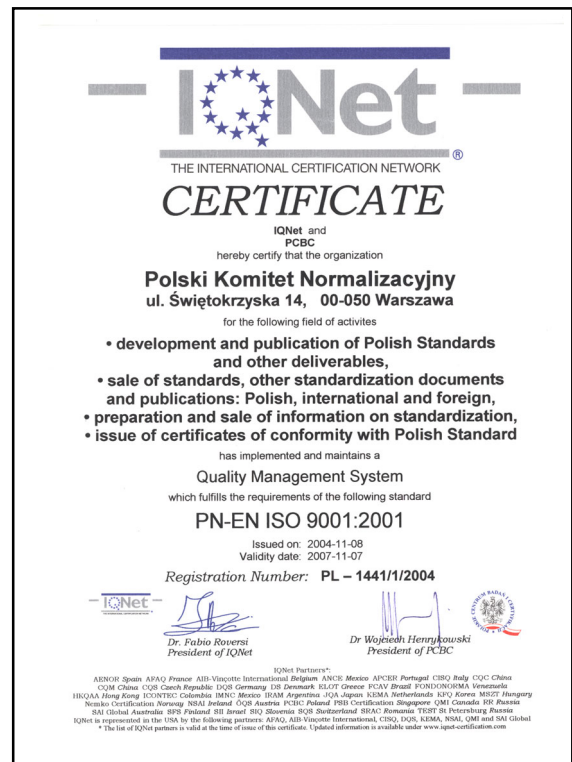 IQNet
®
THE INTERNATIONAL CERTIFICATION NETWORK
CERTIFICATE
IQNet and
PCBC
hereby certify that the organization
Polski Komitet Normalizacyjny
ul. Świętokrzyska 14, 00-050 Warszawa
for the following field of activites
• development and publication of Polish Standards
and other deliverables,
• sale of standards, other standardization documents
and publications: Polish, international and foreign,
• preparation and sale of information on standardization,
• issue of certificates of conformity with Polish Standard
has implemented and maintains a
Quality Management System
which fulfills the requirements of the following standard
PN-EN ISO 9001:2001
Issued on: 2004-11-08
Validity date: 2007-11-07
Registration Number: PL – 1441/1/2004
IQNet
Dr. Fabio Roversi
President of IQNet
Dr Wojciech Henrykowski
President of PCBC
IQNet Partners*:
AENOR Spain AFAQ France AIB-Vinçotte International Belgium ANCE Mexico APCER Portugal CISQ Italy CQC China
CQM China CQS Czech Republic DQS Germany DS Denmark ELOT Greece FCAV Brazil FONDONORMA Venezuela
HKQAA Hong Kong ICONTEC Colombia IMNC Mexico IRAM Argentina JQA Japan KEMA Netherlands KFQ Korea MSZT Hungary
Nemko Certification Norway NSAI Ireland ÖQS Austria PCBC Poland PSB Certification Singapore QMI Canada RR Russia
SAI Global Australia SFS Finland SII Israel SIQ Slovenia SQS Switzerland SRAC Romania TEST St Petersburg Russia
IQNet is represented in the USA by the following partners: AFAQ, AIB-Vinçotte International, CISQ, DQS, KEMA, NSAI, QMI and SAI Global
* The list of IQNet partners is valid at the time of issue of this certificate. Updated information is available under www.iqnet-certification.com